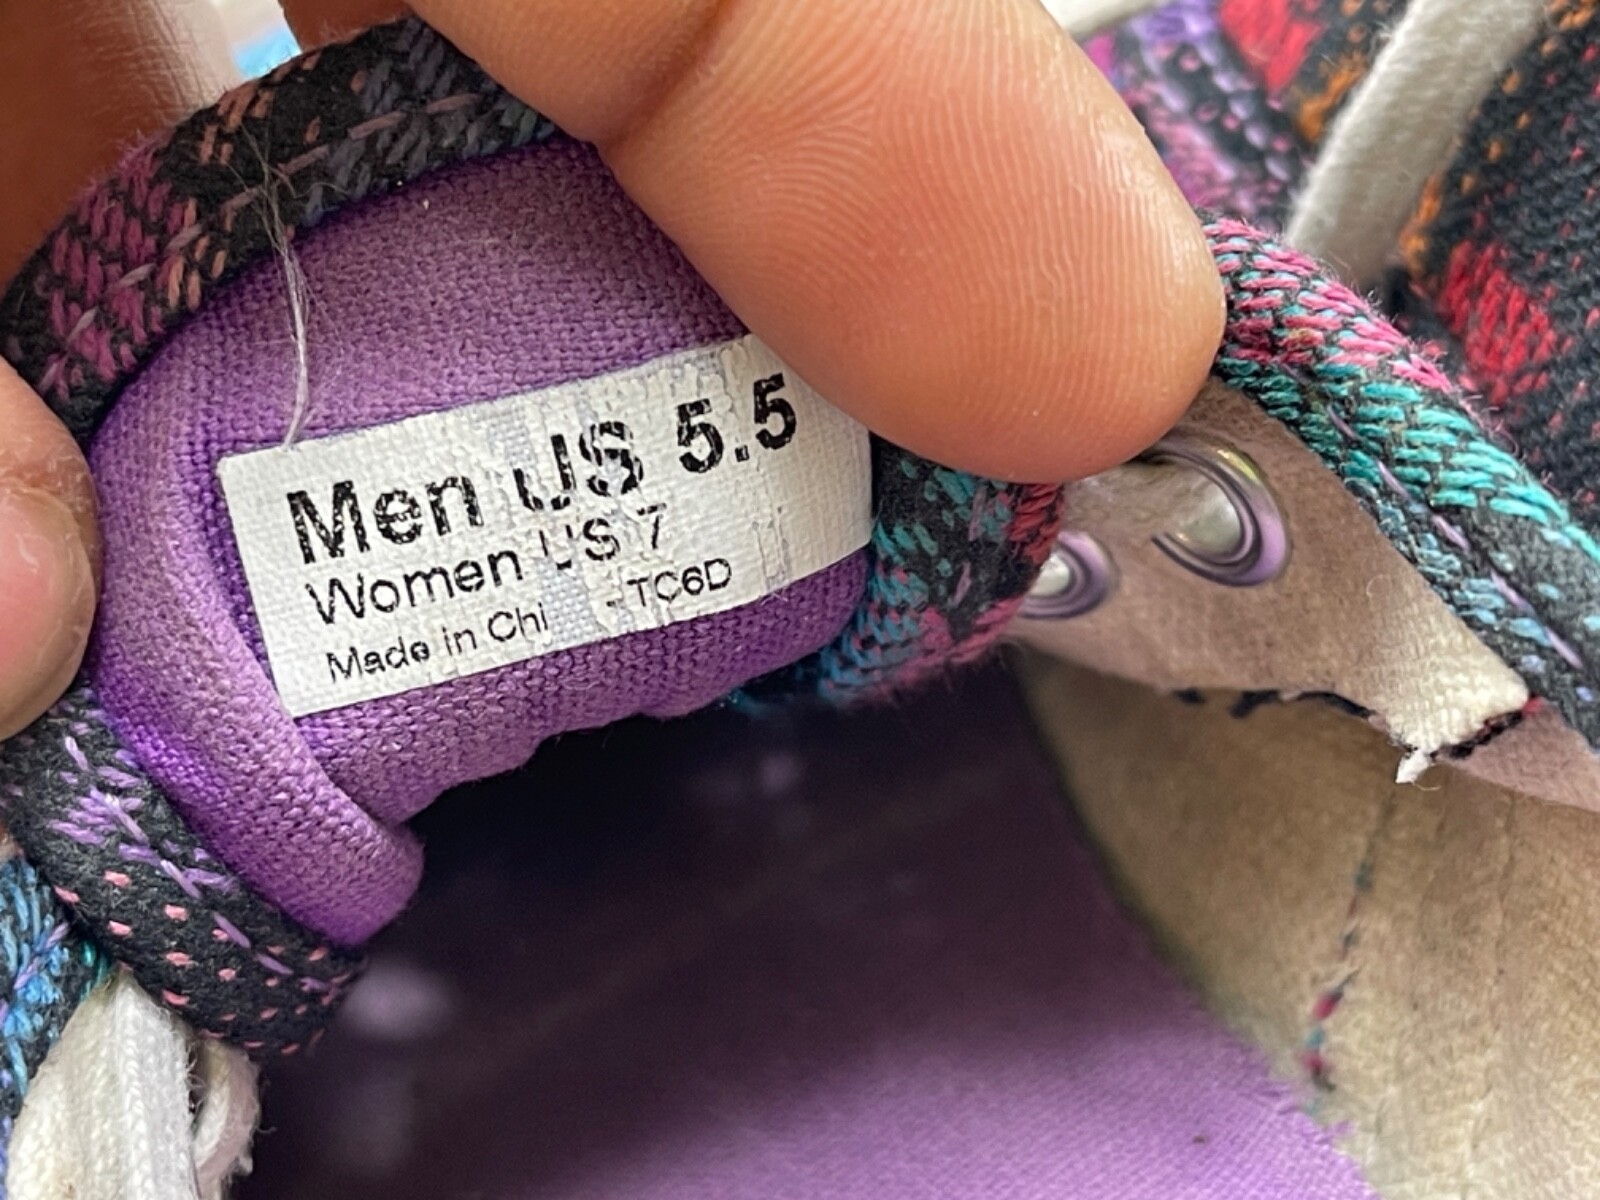 Men US 5.5
Women US 7
Made in Chi - TC6D